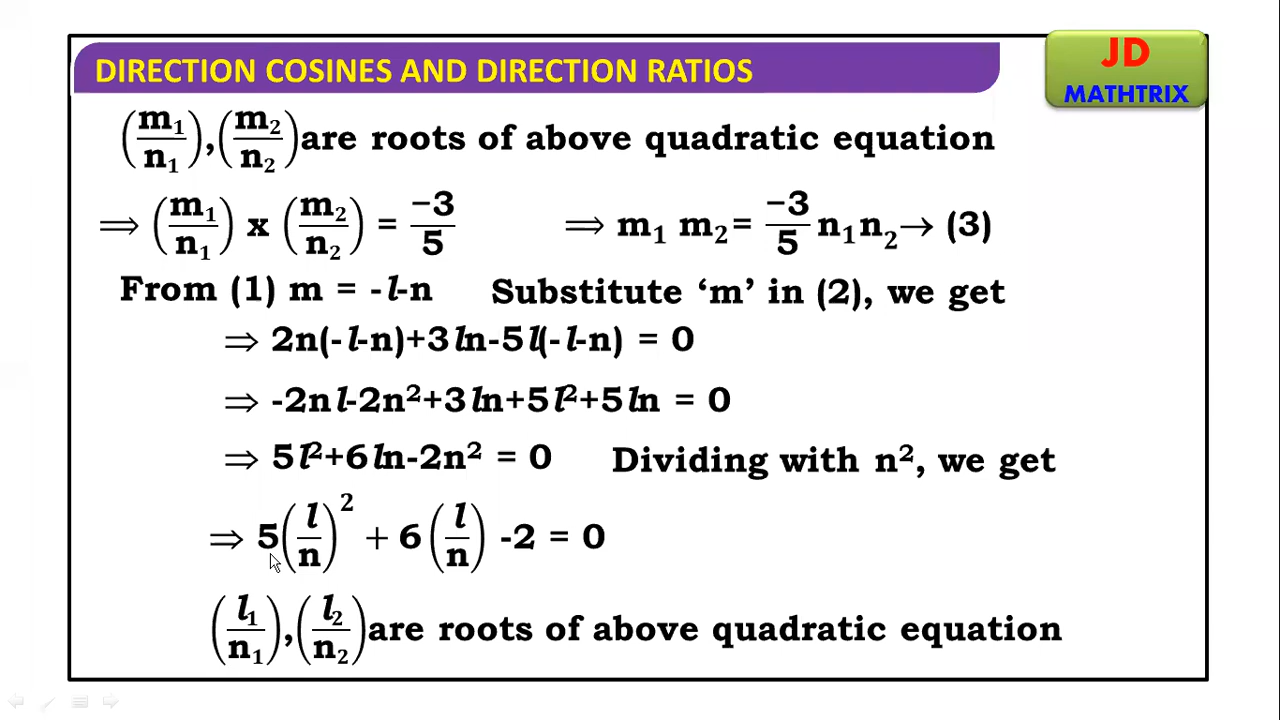 DIRECTION COSINES AND DIRECTION RATIOS
JD
MATHTRIX
(m₁/n₁),(m₂/n₂)are roots of above quadratic equation
⟹ (m₁/n₁) x (m₂/n₂) = −3/5 ⟹ m₁ m₂= −3/5 n₁n₂→ (3)
From (1) m = -l-n Substitute ‘m’ in (2), we get
⇒ 2n(-l-n)+3ln-5l(-l-n) = 0
⇒ -2nl-2n²+3ln+5l²+5ln = 0
⇒ 5l²+6ln-2n² = 0 Dividing with n², we get
⇒ 5(l/n)² + 6(l/n) -2 = 0
(l₁/n₁),(l₂/n₂)are roots of above quadratic equation